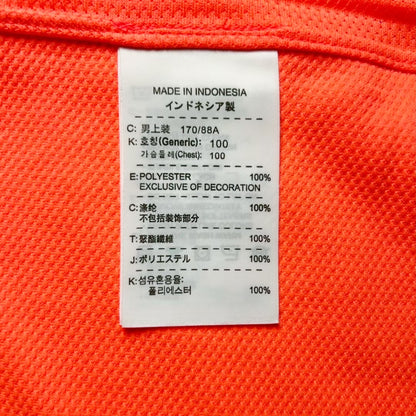 MADE IN INDONESIA
インドネシア製
C: 男上装 170/88A
K: 호칭(Generic): 100
가슴둘레(Chest): 100
E:POLYESTER 100%
EXCLUSIVE OF DECORATION
C:涤纶 100%
不包括装饰部分
T:聚酯纖維 100%
J:ポリエステル 100%
K:섬유혼용율:
폴리에스터 100%